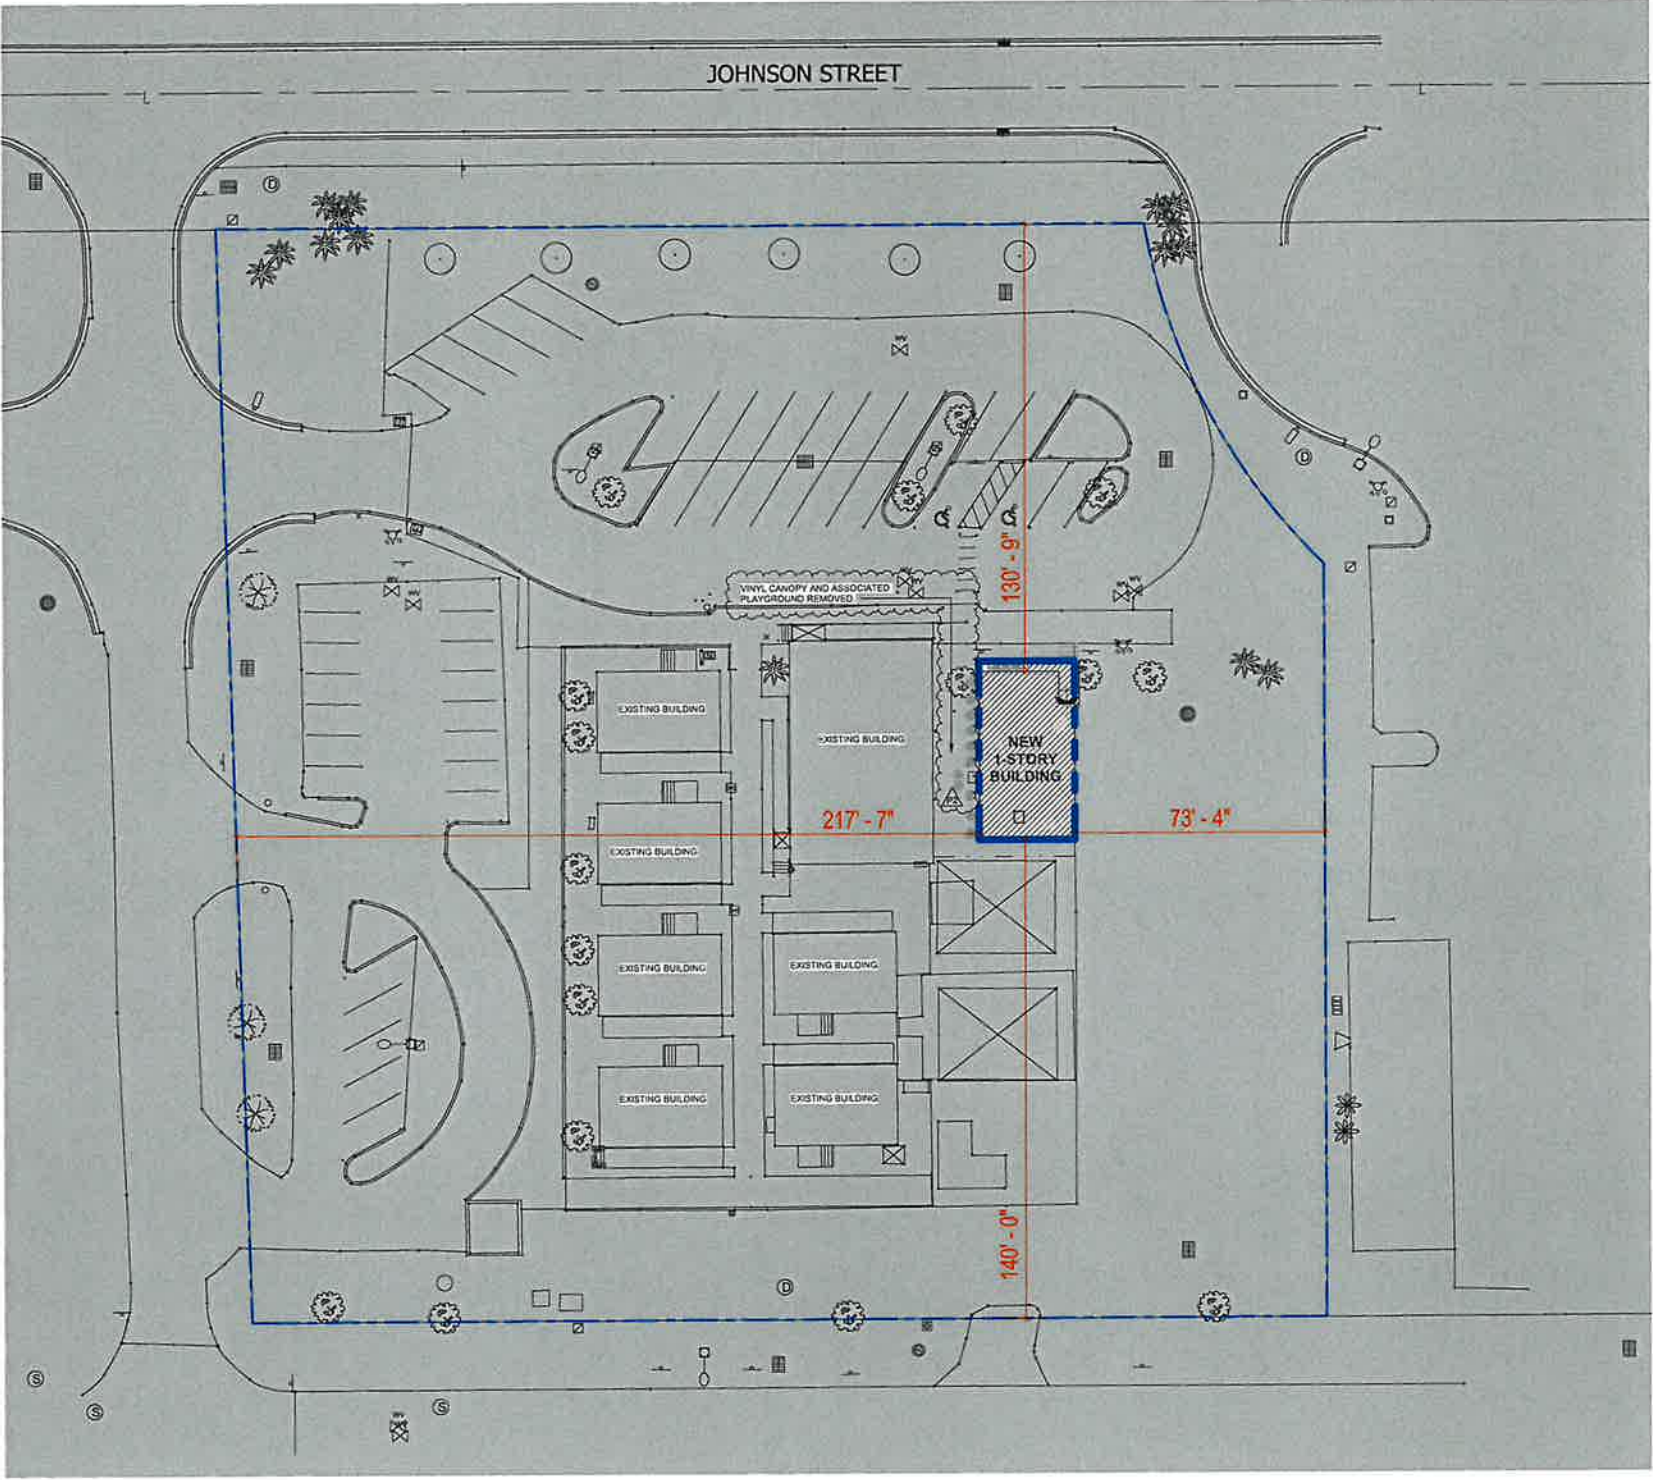 JOHNSON STREET
130' - 9"
VINYL CANOPY AND ASSOCIATED
PLAYGROUND REMOVED
EXISTING BUILDING
EXISTING BUILDING
NEW
1-STORY
BUILDING
217' - 7"
73' - 4"
EXISTING BUILDING
EXISTING BUILDING
EXISTING BUILDING
EXISTING BUILDING
EXISTING BUILDING
140' - 0"
D
D
D
S
S
S